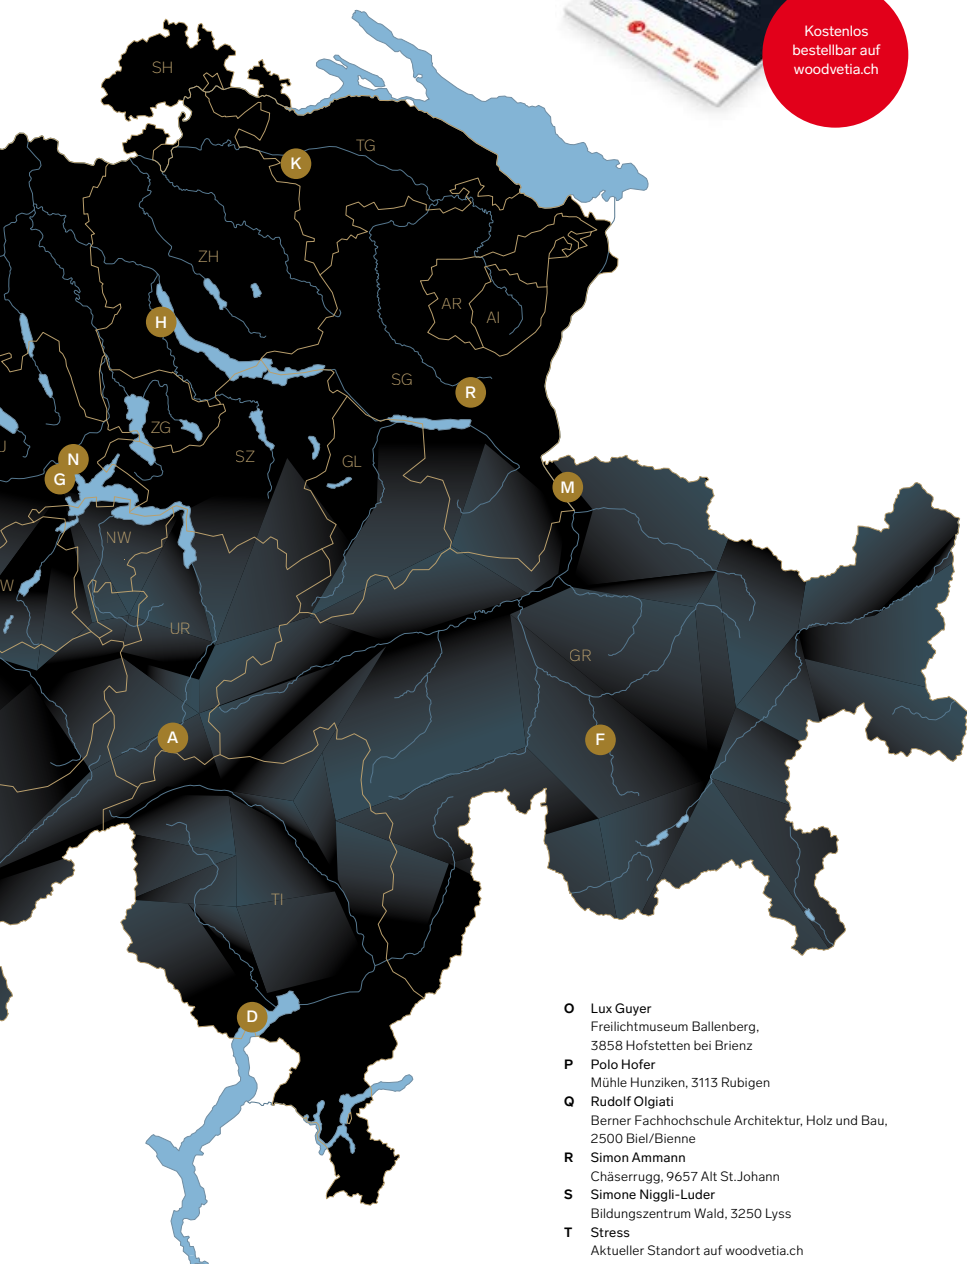 Kostenlos
bestellbar auf
woodvetia.ch
SH
TG
K
ZH
AR
AI
H
SG
R
ZG
SZ
GL
N
G
M
NW
W
UR
GR
A
F
TI
D
O Lux Guyer
Freilichtmuseum Ballenberg,
3858 Hofstetten bei Brienz
P Polo Hofer
Mühle Hunziken, 3113 Rubigen
Q Rudolf Olgiati
Berner Fachhochschule Architektur, Holz und Bau,
2500 Biel/Bienne
R Simon Ammann
Chäserrugg, 9657 Alt St.Johann
S Simone Niggli-Luder
Bildungszentrum Wald, 3250 Lyss
T Stress
Aktueller Standort auf woodvetia.ch